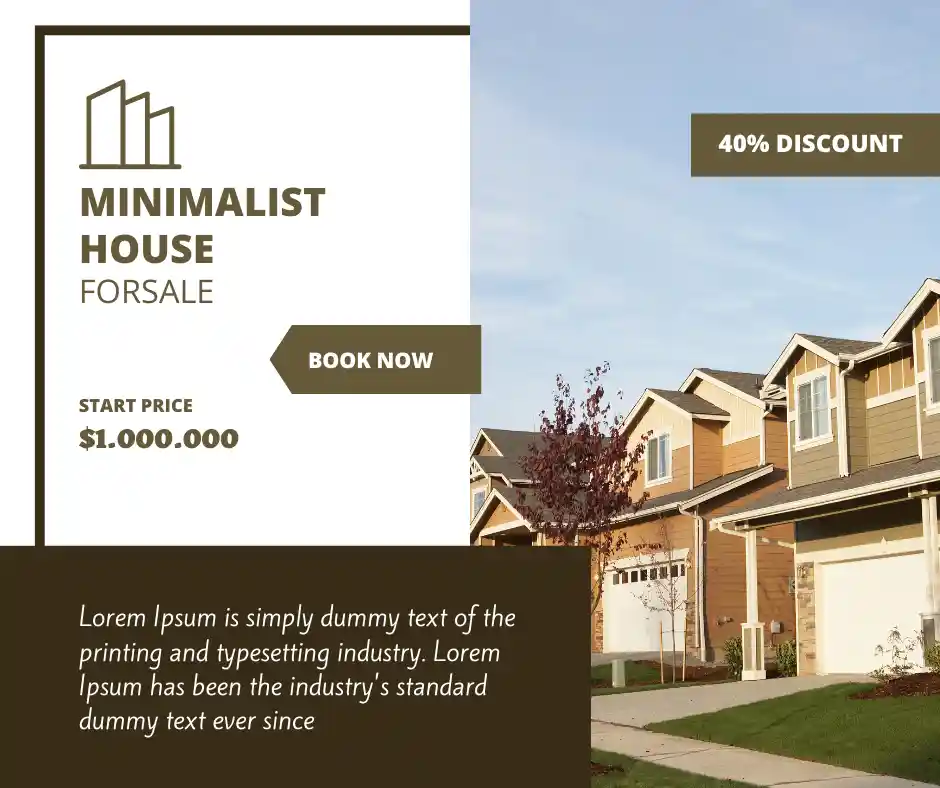 40% DISCOUNT
MINIMALIST
HOUSE
FORSALE
BOOK NOW
START PRICE
$1.000.000
Lorem Ipsum is simply dummy text of the
printing and typesetting industry. Lorem
Ipsum has been the industry's standard
dummy text ever since